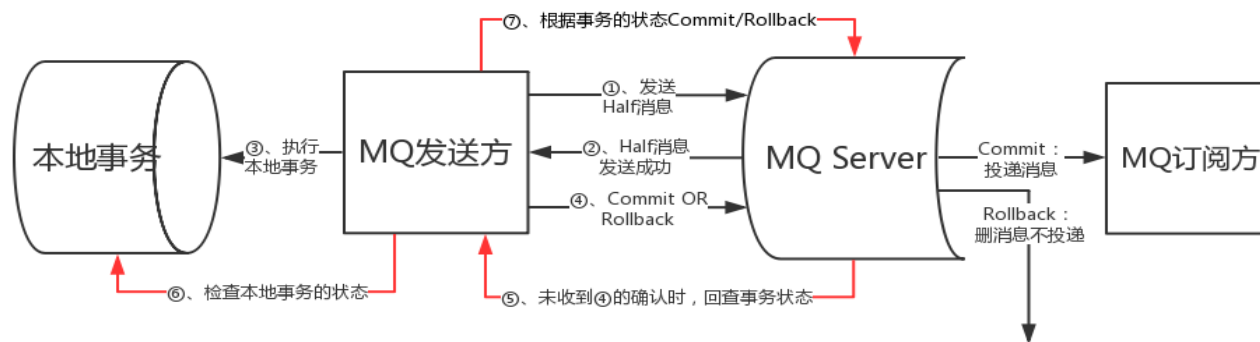 ⑦、根据事务的状态Commit/Rollback
①、发送
Half消息
本地事务
③、执行
本地事务
MQ发送方
②、Half消息
发送成功
MQ Server
Commit：
投递消息
MQ订阅方
④、Commit OR
Rollback
Rollback：
删消息不投递
⑥、检查本地事务的状态
⑤、未收到④的确认时，回查事务状态